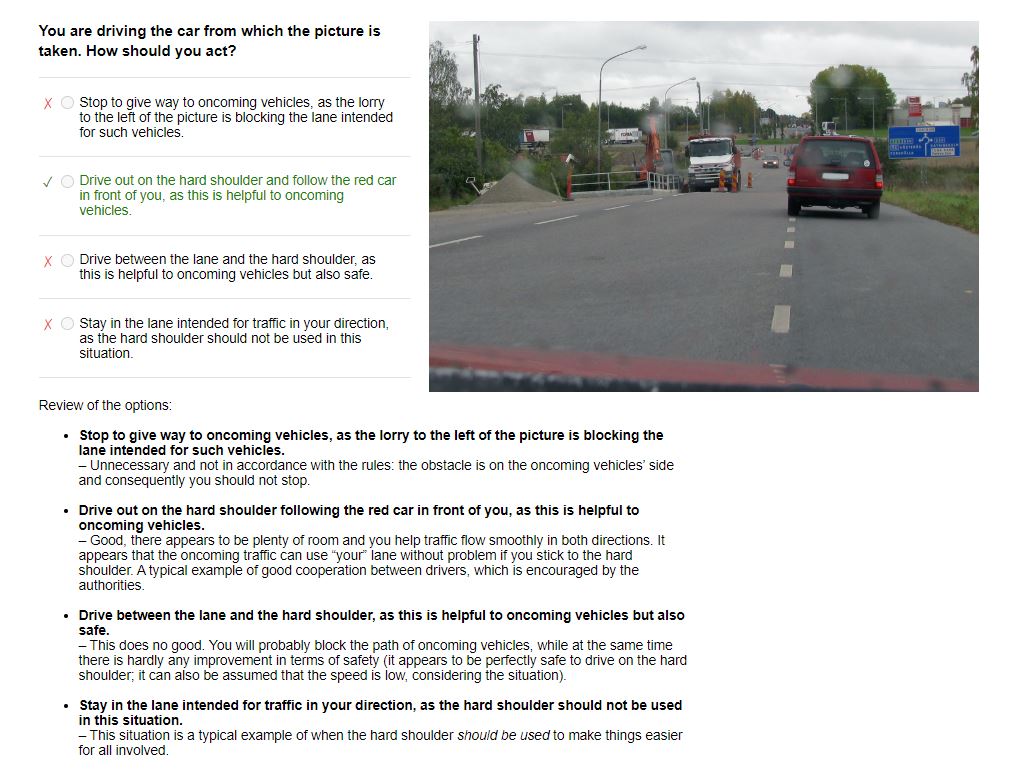 You are driving the car from which the picture is
taken. How should you act?
X Stop to give way to oncoming vehicles, as the lorry
to the left of the picture is blocking the lane intended
for such vehicles.
✓ Drive out on the hard shoulder and follow the red car
in front of you, as this is helpful to oncoming
vehicles.
X Drive between the lane and the hard shoulder, as
this is helpful to oncoming vehicles but also safe.
X Stay in the lane intended for traffic in your direction,
as the hard shoulder should not be used in this
situation.
Review of the options:
• Stop to give way to oncoming vehicles, as the lorry to the left of the picture is blocking the
lane intended for such vehicles.
– Unnecessary and not in accordance with the rules: the obstacle is on the oncoming vehicles' side
and consequently you should not stop.
• Drive out on the hard shoulder following the red car in front of you, as this is helpful to
oncoming vehicles.
– Good, there appears to be plenty of room and you help traffic flow smoothly in both directions. It
appears that the oncoming traffic can use "your" lane without problem if you stick to the hard
shoulder. A typical example of good cooperation between drivers, which is encouraged by the
authorities.
• Drive between the lane and the hard shoulder, as this is helpful to oncoming vehicles but also
safe.
– This does no good. You will probably block the path of oncoming vehicles, while at the same time
there is hardly any improvement in terms of safety (it appears to be perfectly safe to drive on the hard
shoulder; it can also be assumed that the speed is low, considering the situation).
• Stay in the lane intended for traffic in your direction, as the hard shoulder should not be used
in this situation.
– This situation is a typical example of when the hard shoulder should be used to make things easier
for all involved.